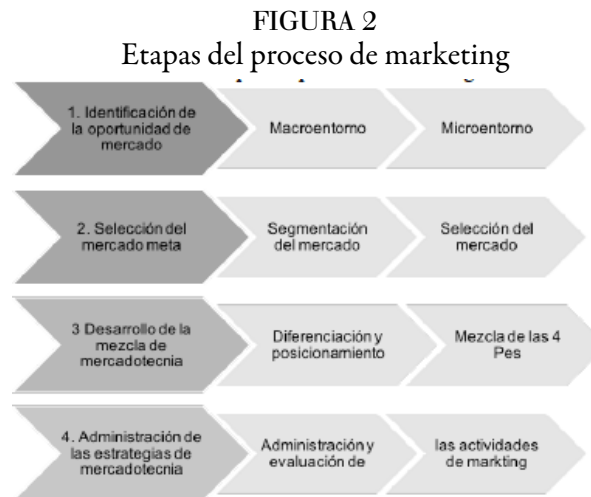 FIGURA 2
Etapas del proceso de marketing
1. Identificación de
la oportunidad de
mercado
Macroentorno
Microentorno
2. Selección del
mercado meta
Segmentación
del mercado
Selección del
mercado
3 Desarrollo de la
mezcla de
mercadotecnia
Diferenciación y
posicionamiento
Mezcla de las 4
Pes
4. Administración de
las estrategias de
mercadotecnia
Administración y
evaluación de
las actividades
de markting